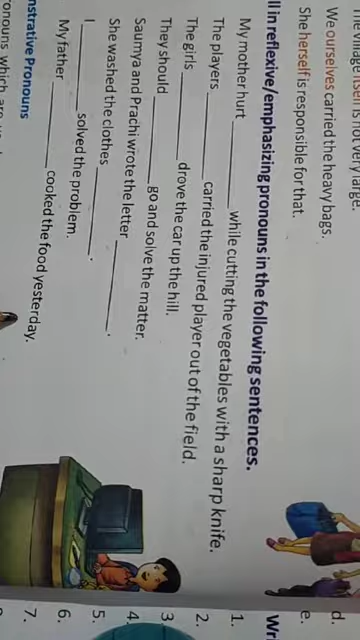 is not very large.
We ourselves carried the heavy bags.
She herself is responsible for that.
ll in reflexive/emphasizing pronouns in the following sentences.
My mother hurt ________ while cutting the vegetables with a sharp knife.
The players ________ carried the injured player out of the field.
The girls ________ drove the car up the hill.
They should ________ go and solve the matter.
Saumya and Prachi wrote the letter ________.
She washed the clothes ________.
I ________ solved the problem.
My father ________ cooked the food yesterday.
nstrative Pronouns
onouns which are
d.
e.
Wri
1.
2.
3.
4.
5.
6.
7.